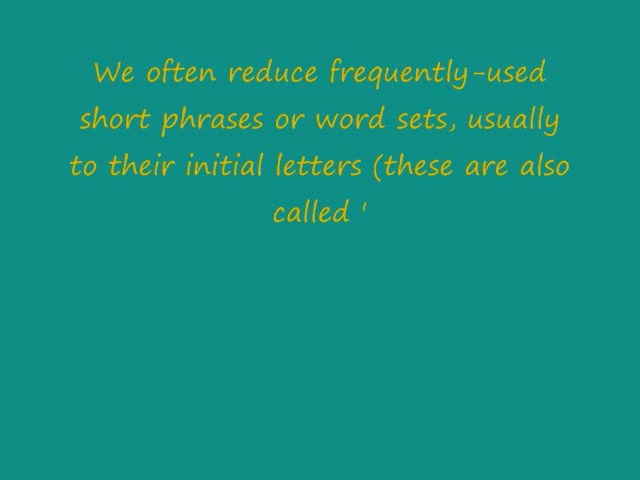 We often reduce frequently-used
short phrases or word sets, usually
to their initial letters (these are also
called '